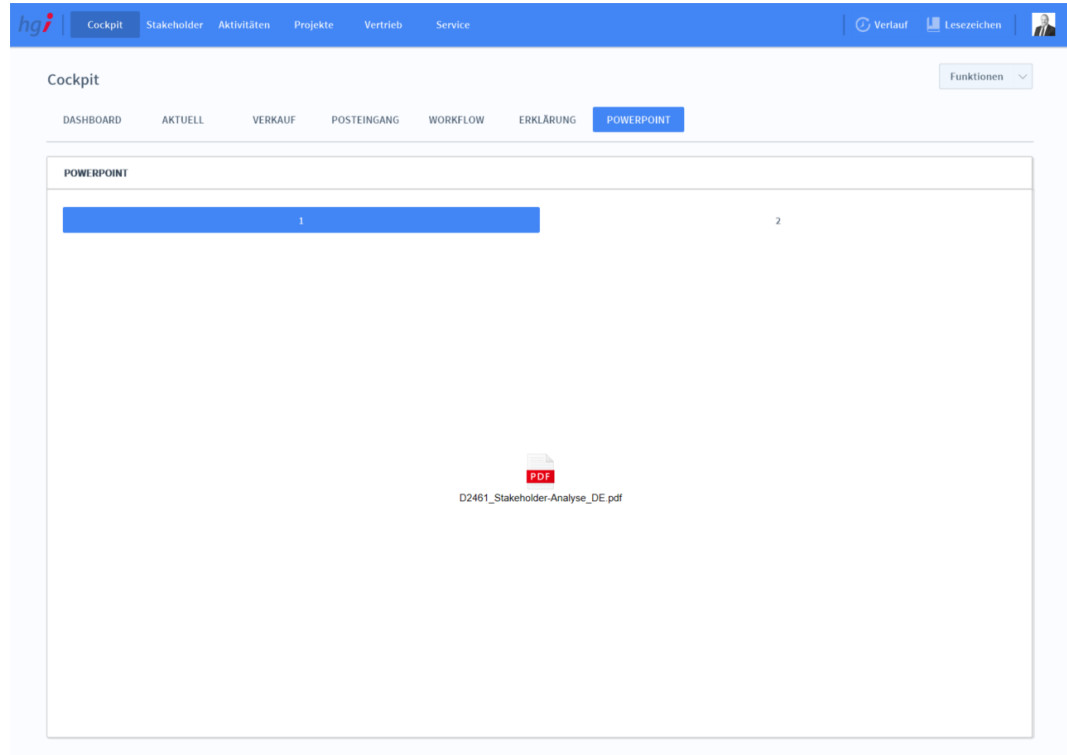 hgi Cockpit Stakeholder Aktivitäten Projekte Vertrieb Service Verlauf Lesezeichen
Cockpit Funktionen
DASHBOARD AKTUELL VERKAUF POSTEINGANG WORKFLOW ERKLÄRUNG POWERPOINT
POWERPOINT
1 2
PDF
D2461_Stakeholder-Analyse_DE.pdf